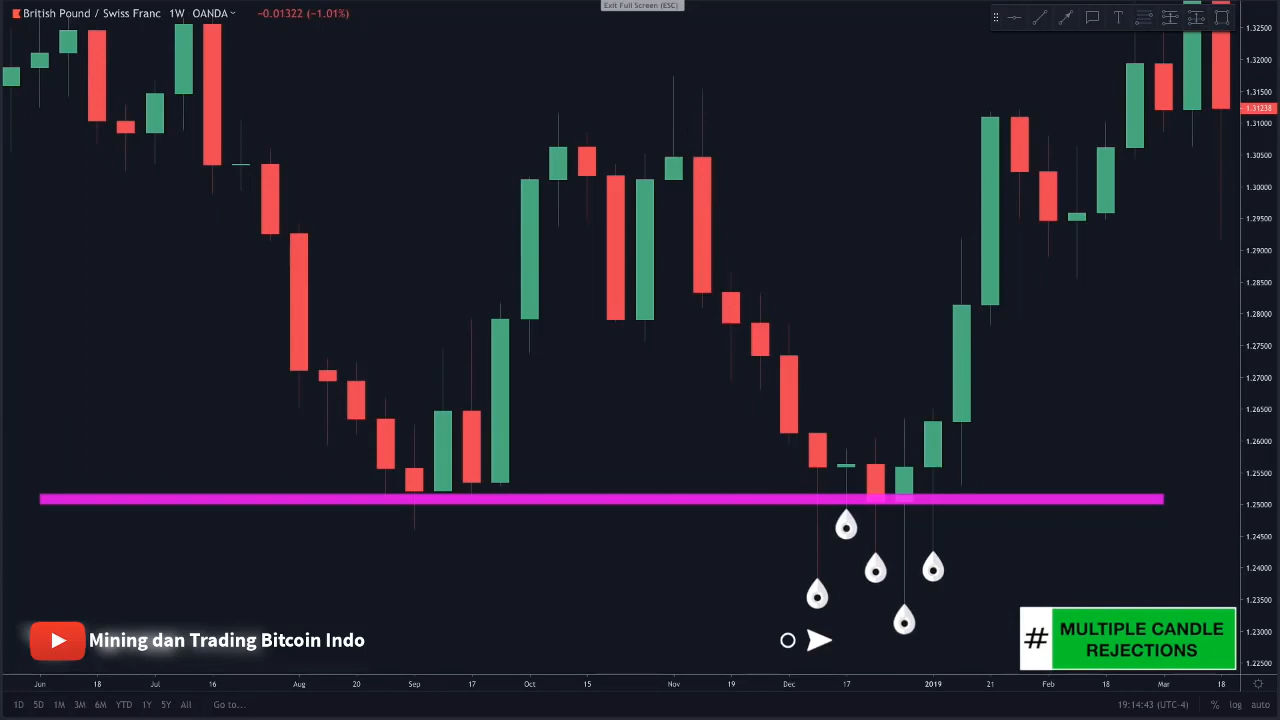 Exit Full Screen (ESC)
British Pound / Swiss Franc 1W OANDA
−0.01322 (−1.01%)
T
1.32500
1.32000
1.31500
1.31238
1.31000
1.30500
1.30000
1.29500
1.29000
1.28500
1.28000
1.27500
1.27000
1.26500
1.26000
1.25500
1.25000
1.24500
1.24000
1.23500
1.23000
1.22500
Mining dan Trading Bitcoin Indo
# MULTIPLE CANDLE
REJECTIONS
Jun 18 Jul 16 Aug 20 Sep 17 Oct 15 Nov 19 Dec 17 2019 21 Feb 18 Mar 18
1D 5D 1M 3M 6M YTD 1Y 5Y All Go to...
19:14:43 (UTC-4) % log auto